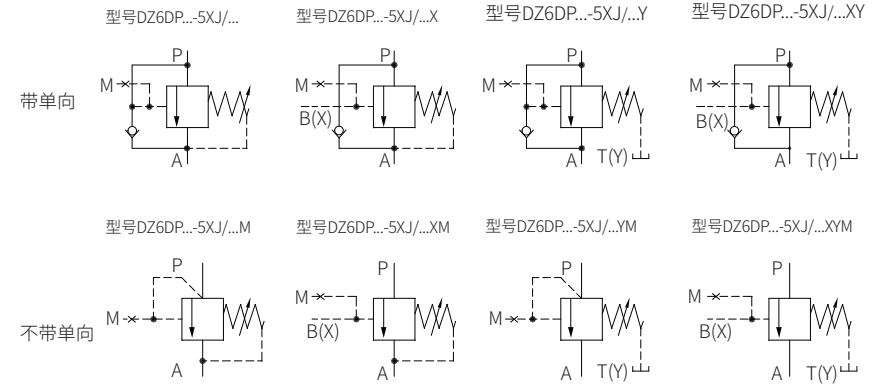 型号DZ6DP...-5XJ/...
型号DZ6DP...-5XJ/...X
型号DZ6DP...-5XJ/...Y
型号DZ6DP...-5XJ/...XY
P
P
P
P
M
M
M
M
带单向
B(X)
B(X)
A
A
A
T(Y)
A
T(Y)
型号DZ6DP...-5XJ/...M
型号DZ6DP...-5XJ/...XM
型号DZ6DP...-5XJ/...YM
型号DZ6DP...-5XJ/...XYM
P
P
P
P
M
M
M
M
不带单向
B(X)
B(X)
A
A
A
T(Y)
A
T(Y)